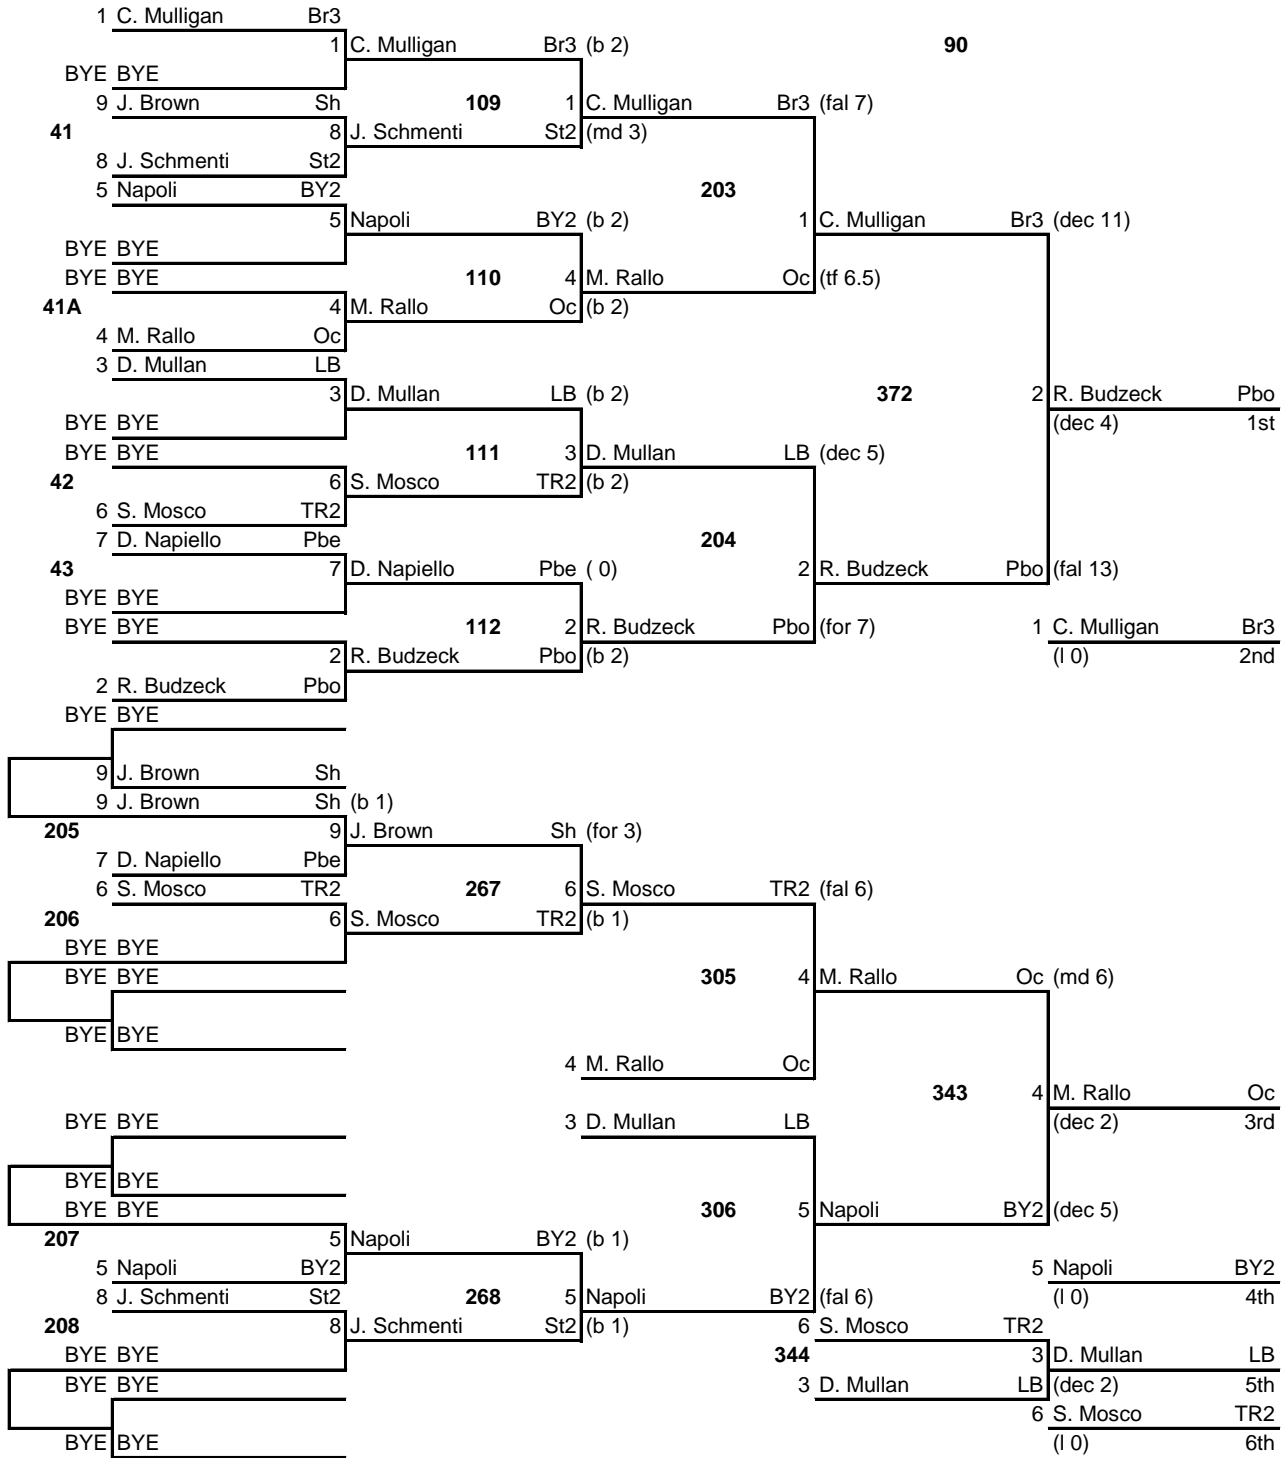 1 C. Mulligan Br3
1 C. Mulligan Br3 (b 2) 90
BYE BYE
9 J. Brown Sh 109 1 C. Mulligan Br3 (fal 7)
41 8 J. Schmenti St2 (md 3)
8 J. Schmenti St2
5 Napoli BY2 203
5 Napoli BY2 (b 2) 1 C. Mulligan Br3 (dec 11)
BYE BYE
BYE BYE 110 4 M. Rallo Oc (tf 6.5)
41A 4 M. Rallo Oc (b 2)
4 M. Rallo Oc
3 D. Mullan LB
3 D. Mullan LB (b 2) 372 2 R. Budzeck Pbo
BYE BYE (dec 4) 1st
BYE BYE 111 3 D. Mullan LB (dec 5)
42 6 S. Mosco TR2 (b 2)
6 S. Mosco TR2
7 D. Napiello Pbe 204
43 7 D. Napiello Pbe ( 0) 2 R. Budzeck Pbo (fal 13)
BYE BYE
BYE BYE 112 2 R. Budzeck Pbo (for 7) 1 C. Mulligan Br3
2 R. Budzeck Pbo (b 2) (l 0) 2nd
2 R. Budzeck Pbo
BYE BYE
9 J. Brown Sh
9 J. Brown Sh (b 1)
205 9 J. Brown Sh (for 3)
7 D. Napiello Pbe
6 S. Mosco TR2 267 6 S. Mosco TR2 (fal 6)
206 6 S. Mosco TR2 (b 1)
BYE BYE
BYE BYE 305 4 M. Rallo Oc (md 6)
BYE BYE
4 M. Rallo Oc
343 4 M. Rallo Oc
BYE BYE 3 D. Mullan LB (dec 2) 3rd
BYE BYE
BYE BYE 306 5 Napoli BY2 (dec 5)
207 5 Napoli BY2 (b 1)
5 Napoli BY2 5 Napoli BY2
8 J. Schmenti St2 268 5 Napoli BY2 (fal 6) (l 0) 4th
208 8 J. Schmenti St2 (b 1) 6 S. Mosco TR2
BYE BYE 344 3 D. Mullan LB
BYE BYE 3 D. Mullan LB (dec 2) 5th
6 S. Mosco TR2
BYE BYE (l 0) 6th